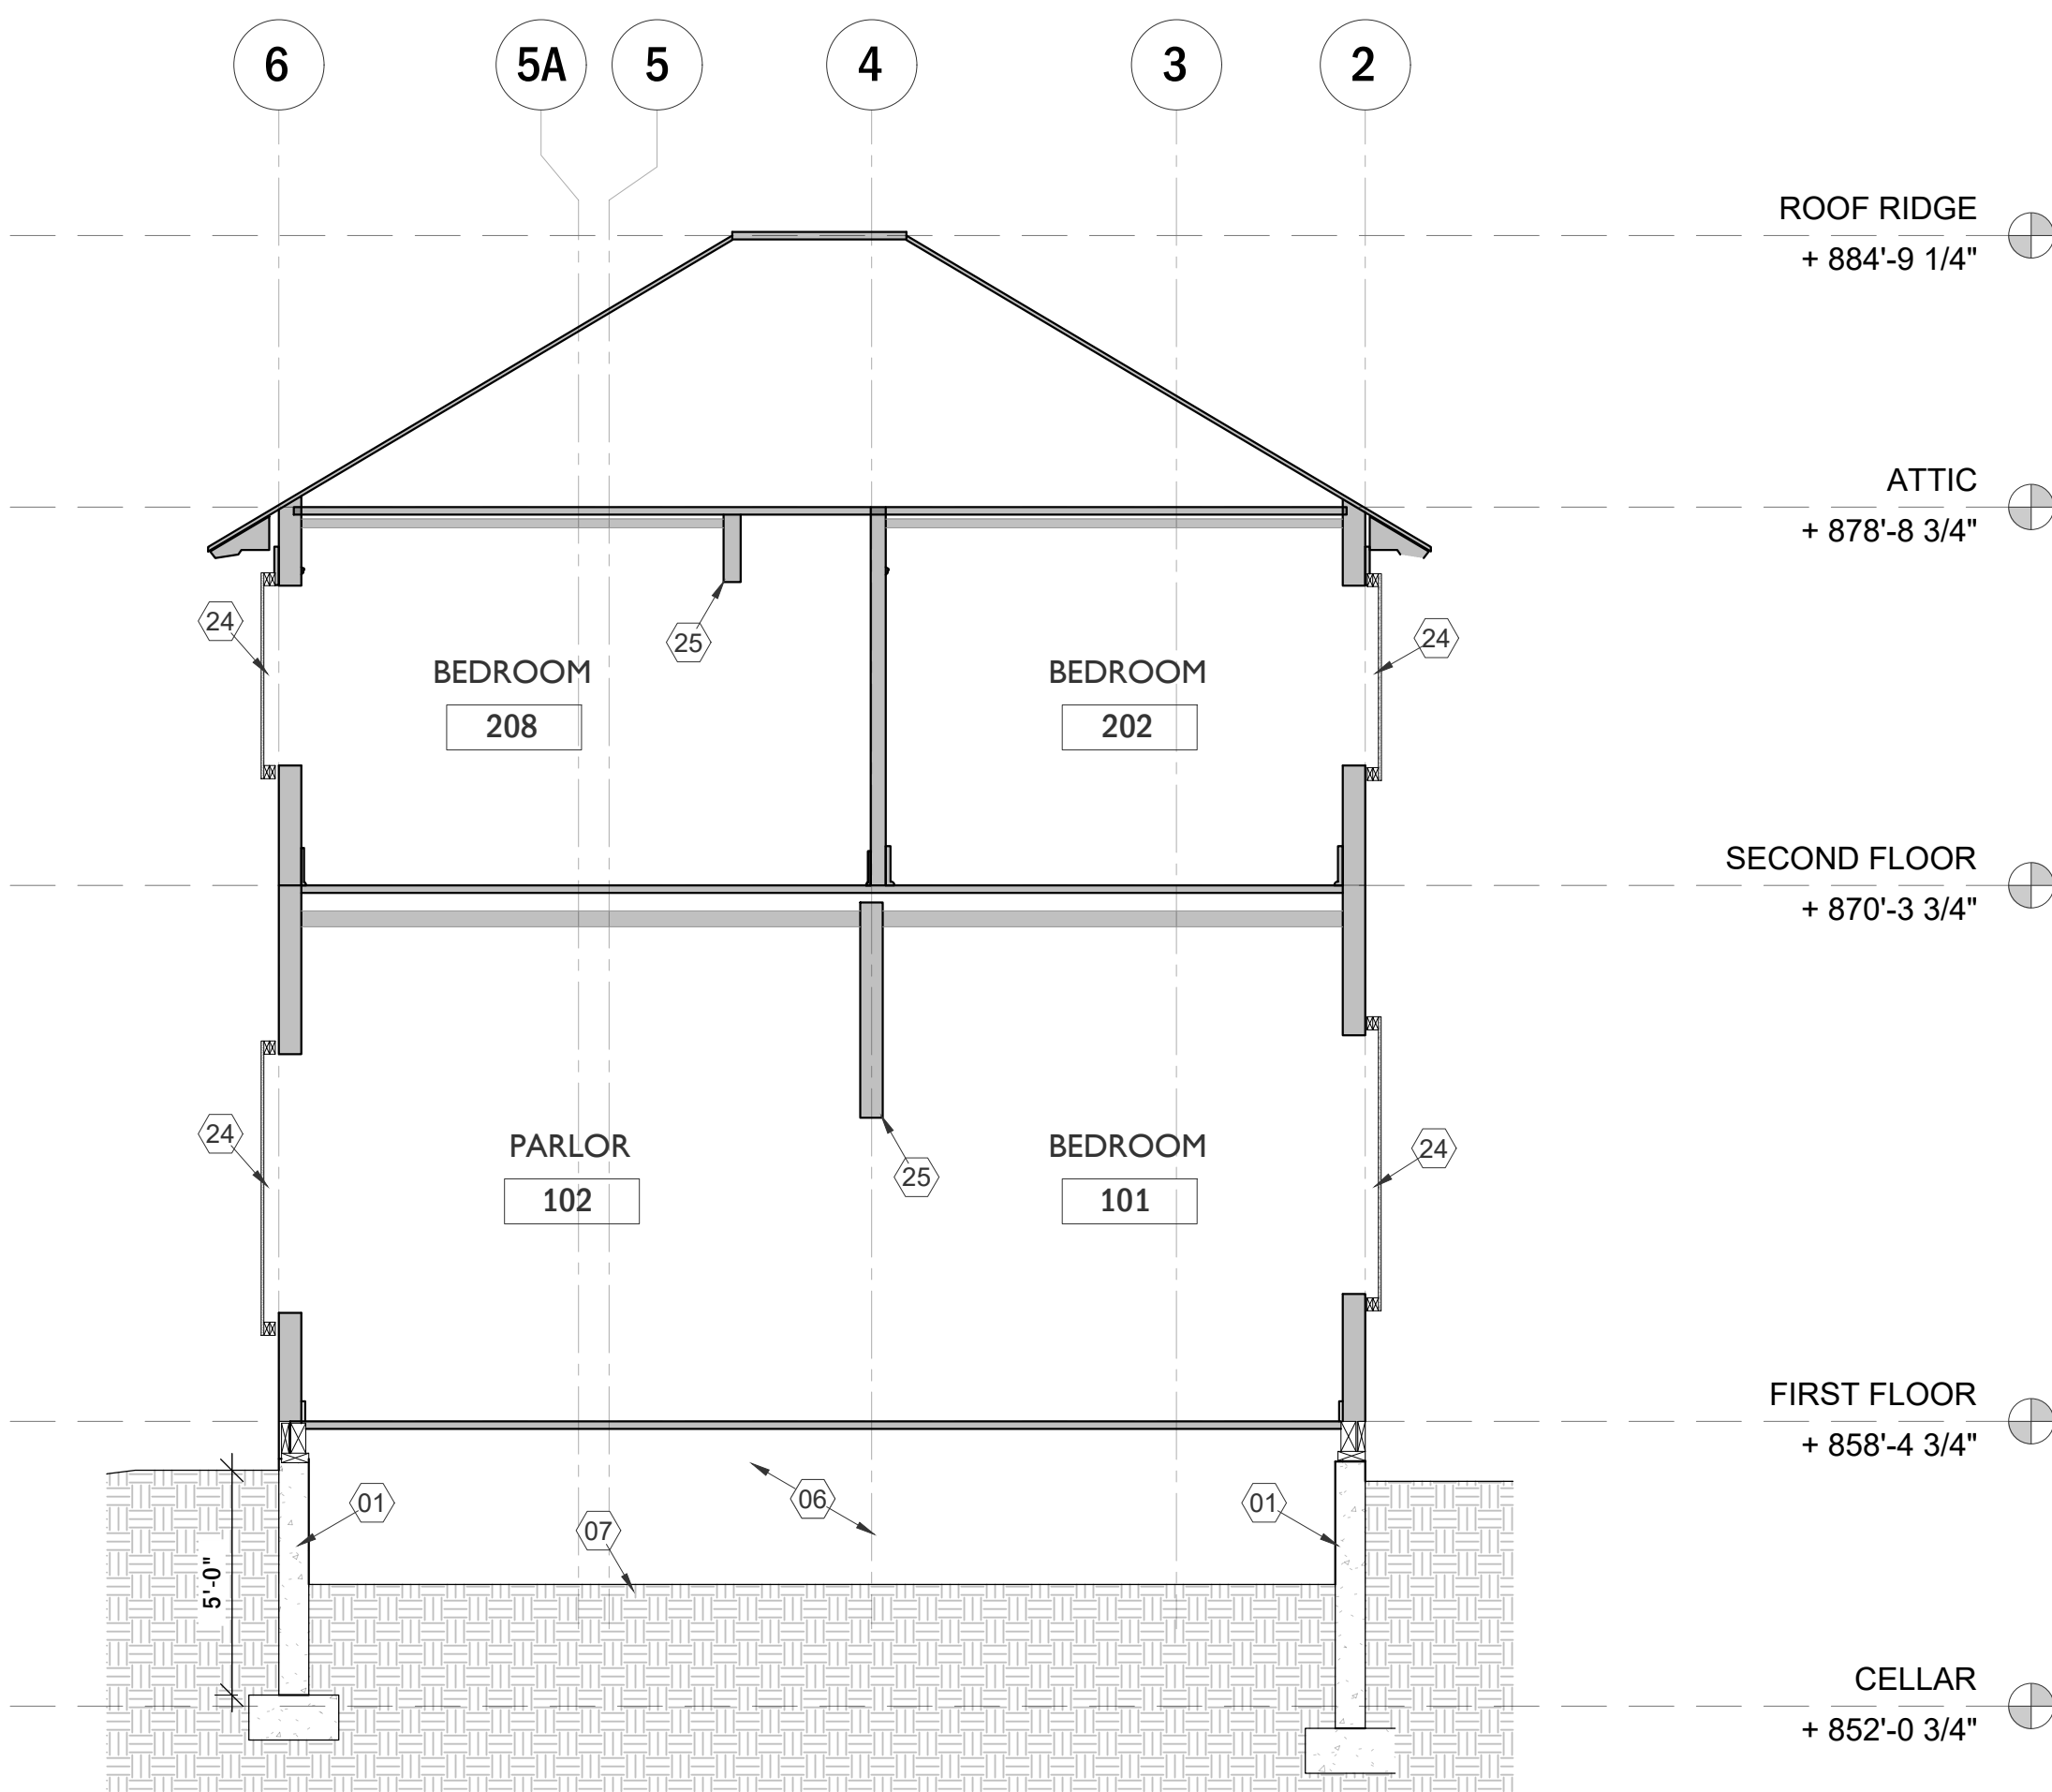 6
5A
5
4
3
2
ROOF RIDGE
+ 884'-9 1/4"
ATTIC
+ 878'-8 3/4"
24
25
24
BEDROOM
208
BEDROOM
202
SECOND FLOOR
+ 870'-3 3/4"
24
25
24
PARLOR
102
BEDROOM
101
FIRST FLOOR
+ 858'-4 3/4"
01
06
01
07
5'-0"
CELLAR
+ 852'-0 3/4"